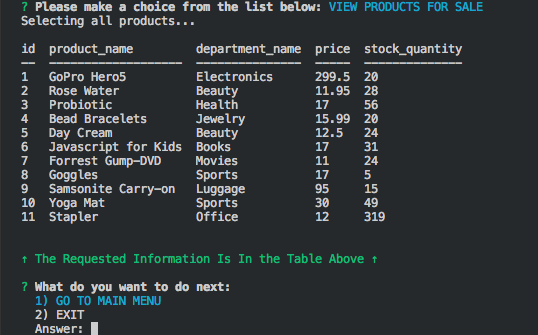 ? Please make a choice from the list below: VIEW PRODUCTS FOR SALE
Selecting all products...
id product_name department_name price stock_quantity
1 GoPro Hero5 Electronics 299.5 20
2 Rose Water Beauty 11.95 28
3 Probiotic Health 17 56
4 Bead Bracelets Jewelry 15.99 20
5 Day Cream Beauty 12.5 24
6 Javascript for Kids Books 17 31
7 Forrest Gump-DVD Movies 11 24
8 Goggles Sports 17 5
9 Samsonite Carry-on Luggage 95 15
10 Yoga Mat Sports 30 49
11 Stapler Office 12 319
↑ The Requested Information Is In the Table Above ↑
? What do you want to do next:
1) GO TO MAIN MENU
2) EXIT
Answer: